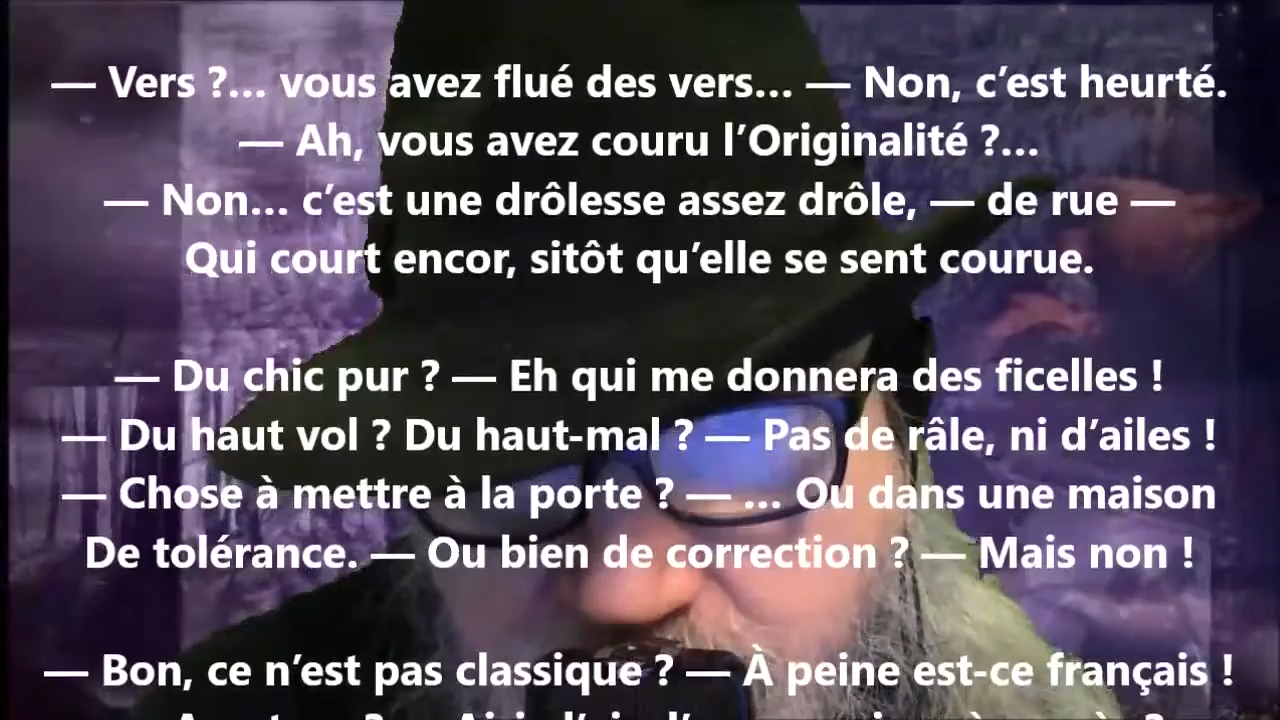 — Vers ?... vous avez flué des vers... — Non, c’est heurté.
— Ah, vous avez couru l’Originalité ?...
— Non... c’est une drôlesse assez drôle, — de rue —
Qui court encor, sitôt qu’elle se sent courue.
— Du chic pur ? — Eh qui me donnera des ficelles !
— Du haut vol ? Du haut-mal ? — Pas de râle, ni d’ailes !
— Chose à mettre à la porte ? — ... Ou dans une maison
De tolérance. — Ou bien de correction ? — Mais non !
— Bon, ce n’est pas classique ? — À peine est-ce français !